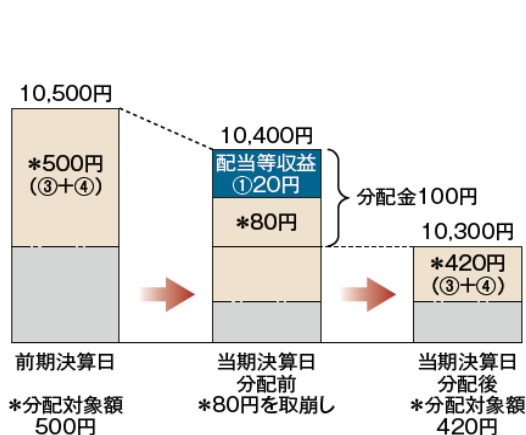 10,500円
*500円
(③+④)
前期決算日
*分配対象額
500円
10,400円
配当等収益
①20円
*80円
分配金100円
当期決算日
分配前
*80円を取崩し
10,300円
*420円
(③+④)
当期決算日
分配後
*分配対象額
420円